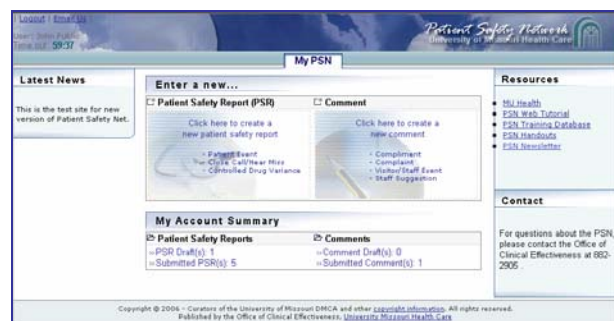 | Logout | Email Us |
User: John Public
Time out: 59:37
Patient Safety Network
University of Missouri Health Care
My PSN
Latest News
This is the test site for new
version of Patient Safety Net.
Enter a new...
Patient Safety Report (PSR)
Click here to create a
new patient safety report
• Patient Event
• Close Call/Near Miss
• Controlled Drug Variance
Comment
Click here to create a
new comment
• Compliment
• Complaint
• Visitor/Staff Event
• Staff Suggestion
My Account Summary
Patient Safety Reports
PSR Draft(s): 1
Submitted PSR(s): 5
Comments
Comment Draft(s): 0
Submitted Comment(s): 1
Resources
• MU Health
• PSN Web Tutorial
• PSN Training Database
• PSN Handouts
• PSN Newsletter
Contact
For questions about the PSN,
please contact the Office of
Clinical Effectiveness at 882-
2905 .
Copyright @ 2006 - Curators of the University of Missouri DMCA and other copyright information. All rights reserved.
Published by the Office of Clinical Effectiveness, University Missouri Health Care